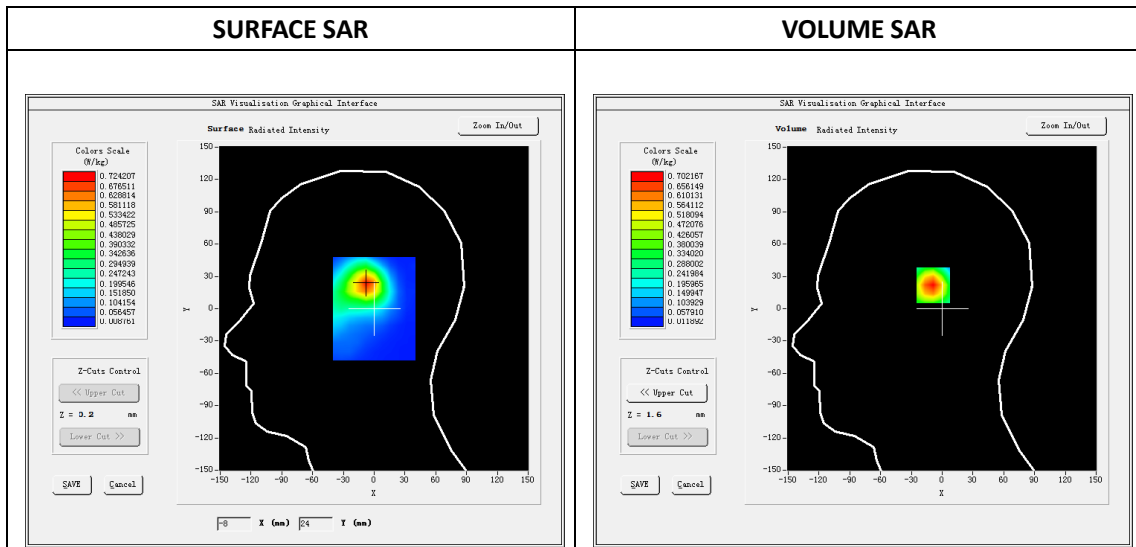 SURFACE SAR
VOLUME SAR
SAR Visualisation Graphical Interface
Surface Radiated Intensity
Zoom In/Out
Colors Scale
(W/kg)
0.724207
0.676511
0.628814
0.581118
0.533422
0.485725
0.438029
0.390332
0.342636
0.294939
0.247243
0.199546
0.151850
0.104154
0.056457
0.008761
Z-Cuts Control
<< Upper Cut
Z = 0.2 mm
Lower Cut >>
SAVE
Cancel
150
120
90
60
30
0
-30
-60
-90
-120
-150
Y
-150 -120 -90 -60 -30 0 30 60 90 120 150
X
-8 X (mm) 24 Y (mm)
SAR Visualisation Graphical Interface
Volume Radiated Intensity
Zoom In/Out
Colors Scale
(W/kg)
0.702167
0.656149
0.610131
0.564112
0.518094
0.472076
0.426057
0.380039
0.334020
0.288002
0.241984
0.195965
0.149947
0.103929
0.057910
0.011892
Z-Cuts Control
<< Upper Cut
Z = 1.6 mm
Lower Cut >>
SAVE
Cancel
150
120
90
60
30
0
-30
-60
-90
-120
-150
Y
-150 -120 -90 -60 -30 0 30 60 90 120 150
X